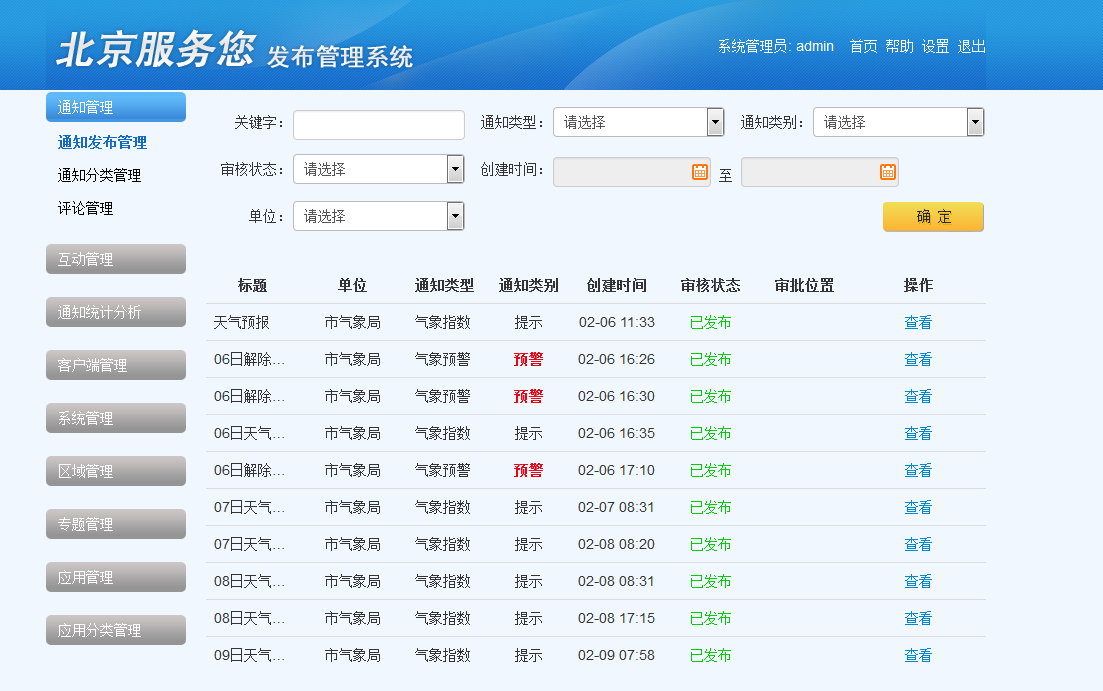 北京服务您 发布管理系统
系统管理员: admin 首页 帮助 设置 退出
通知管理
通知发布管理
通知分类管理
评论管理
互动管理
通知统计分析
客户端管理
系统管理
区域管理
专题管理
应用管理
应用分类管理
关键字： 通知类型： 请选择 通知类别： 请选择
审核状态： 请选择 创建时间： 至
单位： 请选择
确 定
标题 单位 通知类型 通知类别 创建时间 审核状态 审批位置 操作
天气预报 市气象局 气象指数 提示 02-06 11:33 已发布 查看
06日解除... 市气象局 气象预警 预警 02-06 16:26 已发布 查看
06日解除... 市气象局 气象预警 预警 02-06 16:30 已发布 查看
06日天气... 市气象局 气象指数 提示 02-06 16:35 已发布 查看
06日解除... 市气象局 气象预警 预警 02-06 17:10 已发布 查看
07日天气... 市气象局 气象指数 提示 02-07 08:31 已发布 查看
07日天气... 市气象局 气象指数 提示 02-08 08:20 已发布 查看
08日天气... 市气象局 气象指数 提示 02-08 08:31 已发布 查看
08日天气... 市气象局 气象指数 提示 02-08 17:15 已发布 查看
09日天气... 市气象局 气象指数 提示 02-09 07:58 已发布 查看